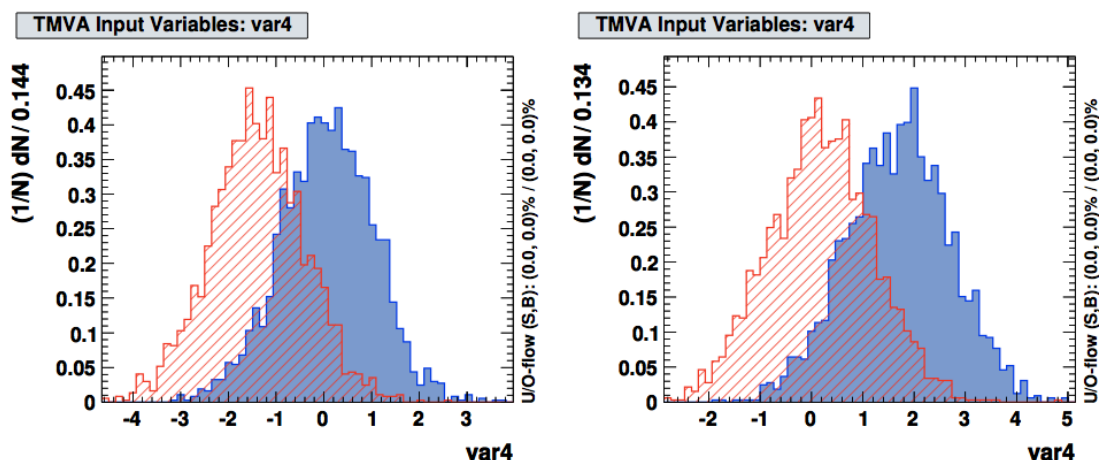 TMVA Input Variables: var4
(1/N) dN / 0.144
0.45
0.4
0.35
0.3
0.25
0.2
0.15
0.1
0.05
0
-4 -3 -2 -1 0 1 2 3
var4
U/O-flow (S,B): (0.0, 0.0)% / (0.0, 0.0)%
TMVA Input Variables: var4
(1/N) dN / 0.134
0.45
0.4
0.35
0.3
0.25
0.2
0.15
0.1
0.05
0
-2 -1 0 1 2 3 4 5
var4
U/O-flow (S,B): (0.0, 0.0)% / (0.0, 0.0)%